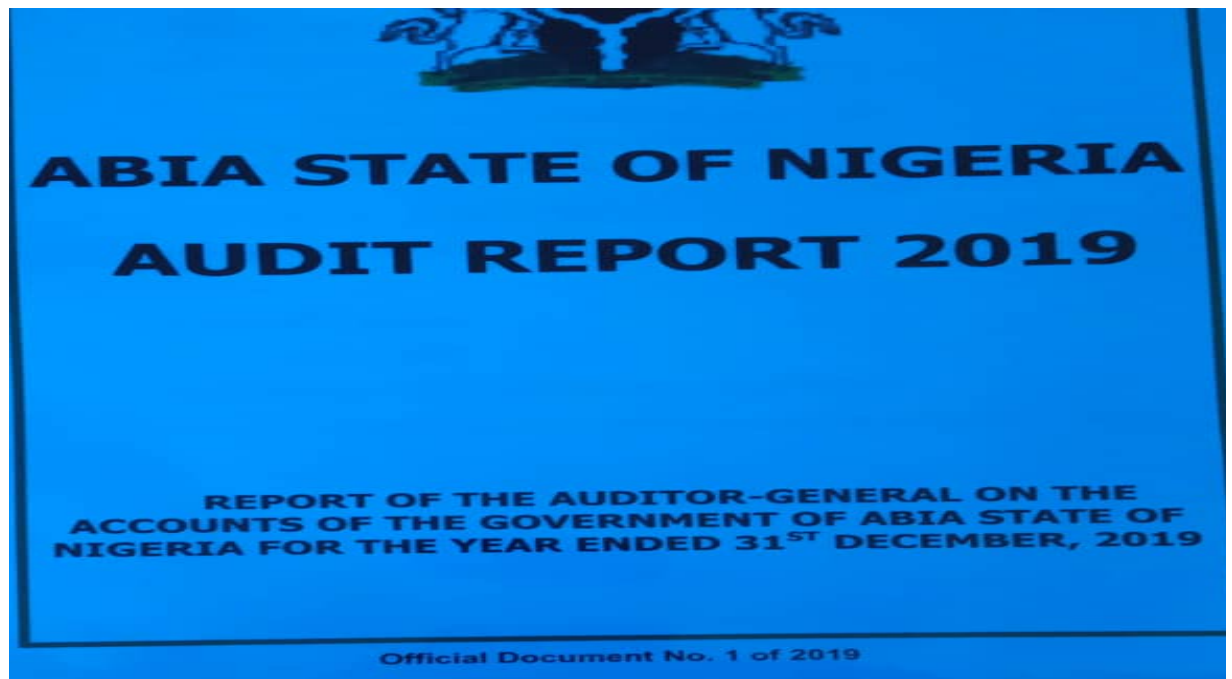 ABIA STATE OF NIGERIA
AUDIT REPORT 2019
REPORT OF THE AUDITOR-GENERAL ON THE
ACCOUNTS OF THE GOVERNMENT OF ABIA STATE OF
NIGERIA FOR THE YEAR ENDED 31ST DECEMBER, 2019
Official Document No. 1 of 2019